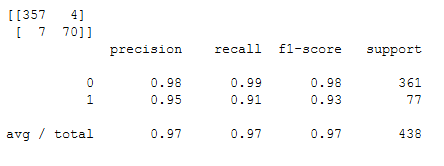 [[357   4]
 [  7  70]]
             precision    recall  f1-score   support

          0       0.98      0.99      0.98       361
          1       0.95      0.91      0.93        77

avg / total       0.97      0.97      0.97       438